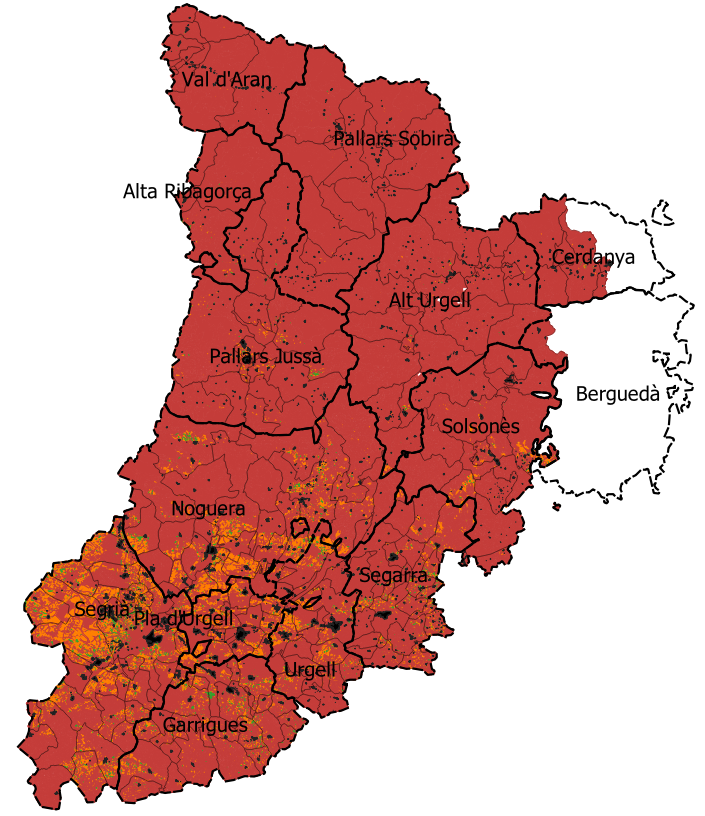 Val d'Aran
Pallars Sobirà
Alta Ribagorça
Cerdanya
Alt Urgell
Pallars Jussà
Berguedà
Solsonès
Noguera
Segarra
Segrià
Pla d'Urgell
Urgell
Garrigues